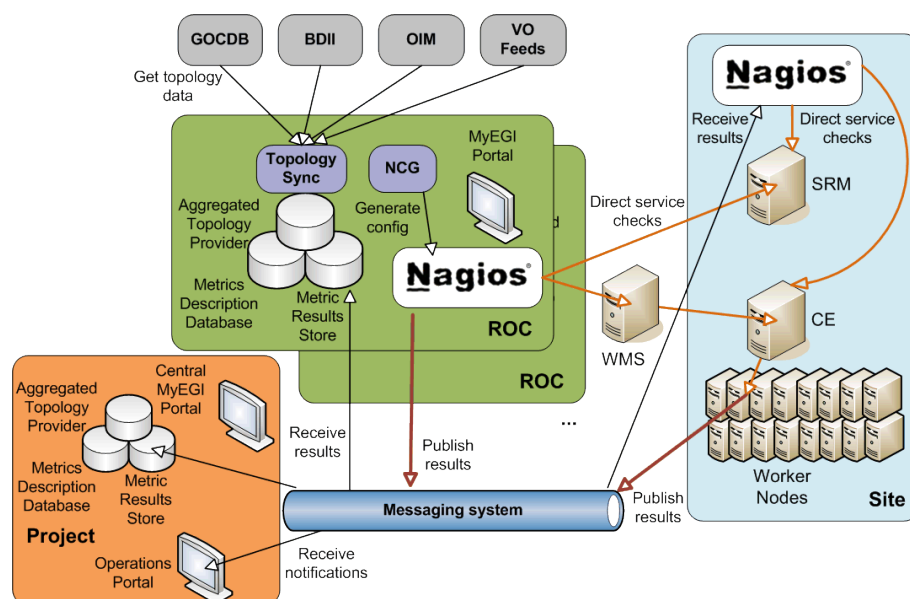 GOCDB
BDII
OIM
VO
Feeds
Get topology
data
Topology
Sync
NCG
MyEGI
Portal
Aggregated
Topology
Provider
Generate
config
Nagios®
Metrics
Description
Database
Metric
Results
Store
ROC
ROC
...
Direct service
checks
WMS
Nagios®
Receive
results
Direct service
checks
SRM
CE
Worker
Nodes
Site
Central
MyEGI
Portal
Aggregated
Topology
Provider
Metrics
Description
Database
Metric
Results
Store
Project
Operations
Portal
Receive
results
Publish
results
Messaging system
Publish
results
Receive
notifications